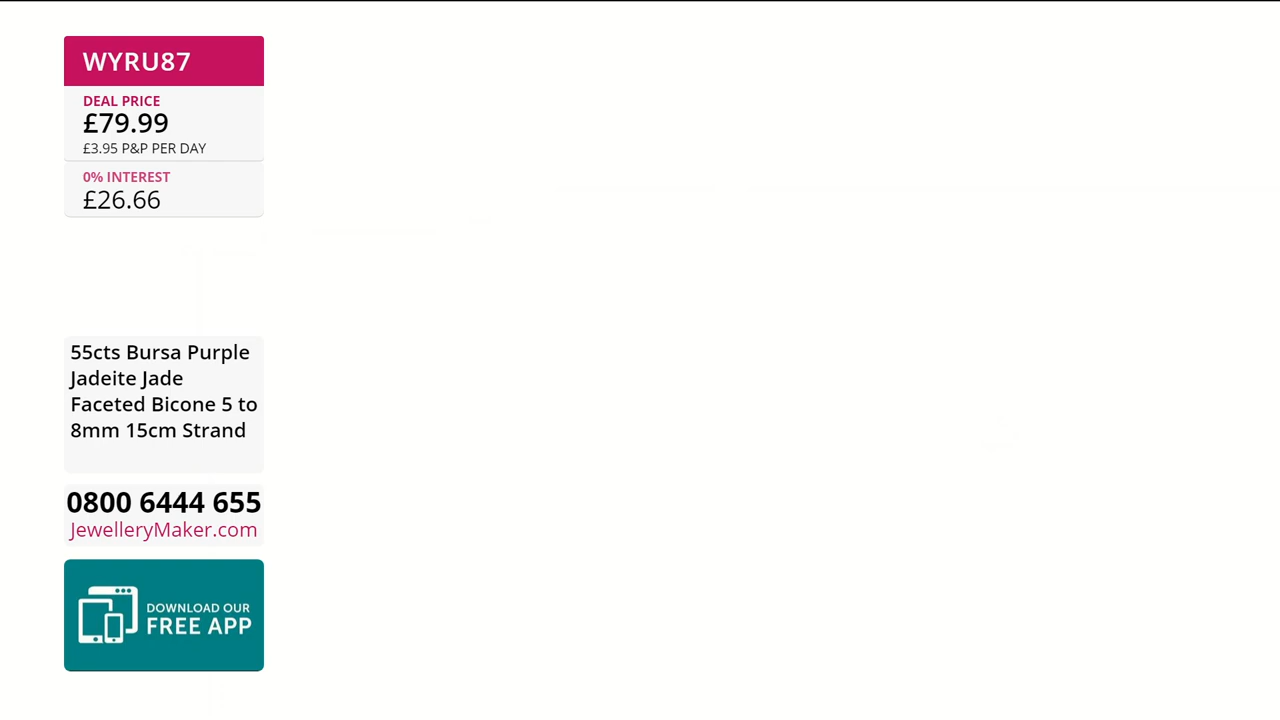 WYRU87
DEAL PRICE
£79.99
£3.95 P&P PER DAY
0% INTEREST
£26.66
55cts Bursa Purple
Jadeite Jade
Faceted Bicone 5 to
8mm 15cm Strand
0800 6444 655
JewelleryMaker.com
DOWNLOAD OUR
FREE APP